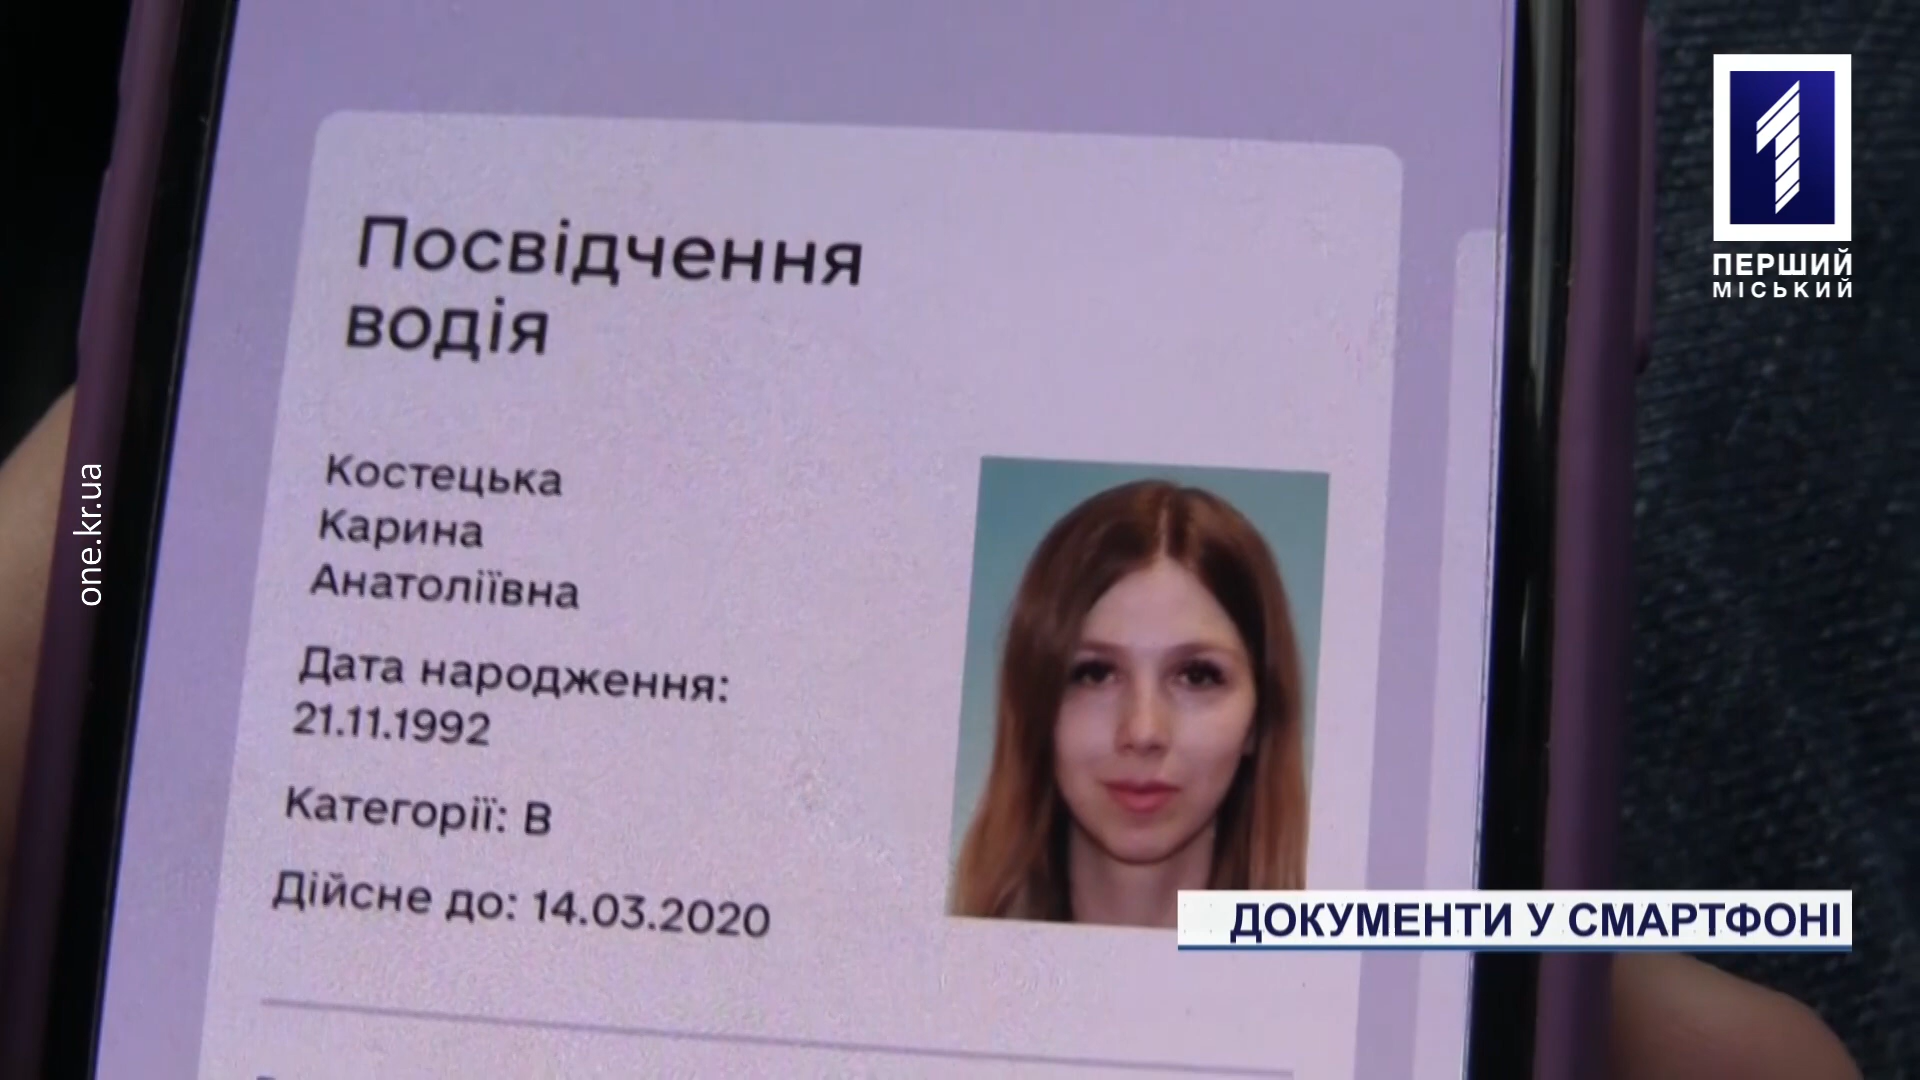 Посвідчення
водія
Костецька
Карина
Анатоліївна
Дата народження:
21.11.1992
Категорії: B
Дійсне до: 14.03.2020
ПЕРШИЙ
МІСЬКИЙ
one.kr.ua
ДОКУМЕНТИ У СМАРТФОНІ